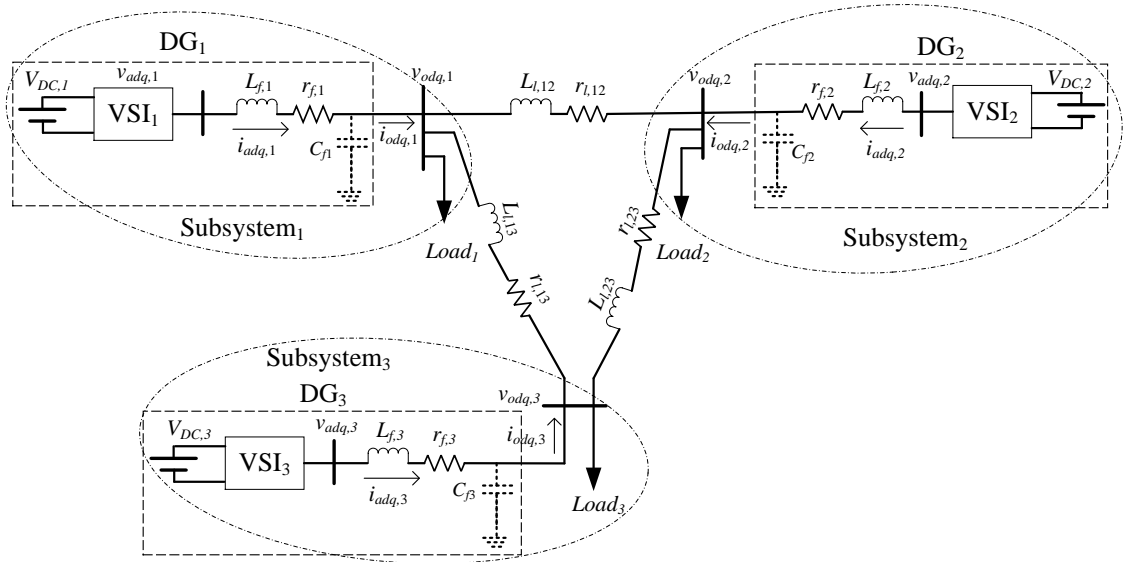 DG1
DG2
VDC,1
vadq,1
Lf,1
rf,1
vodq,1
Ll,12
rl,12
vodq,2
rf,2
Lf,2
vadq,2
VDC,2
VSI1
VSI2
iadq,1
Cf1
iodq,1
iodq,2
Cf2
iadq,2
Subsystem1
Load1
Ll,13
rl,13
rl,23
Load2
Ll,23
Subsystem2
Subsystem3
DG3
VDC,3
vadq,3
Lf,3
rf,3
vodq,3
iodq,3
VSI3
iadq,3
Cf3
Load3